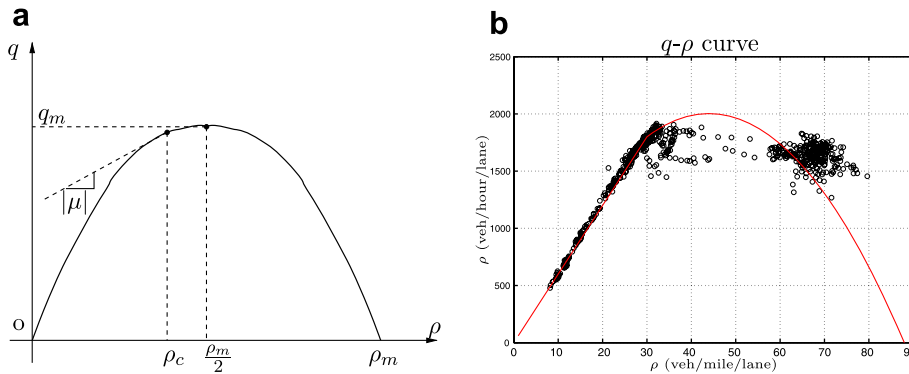 a
q
q_m
|μ|
O
ρ_c
ρ_m/2
ρ_m
ρ
b
q-ρ curve
2500
2000
1500
1000
500
0
ρ (veh/hour/lane)
0 10 20 30 40 50 60 70 80 90
ρ (veh/mile/lane)